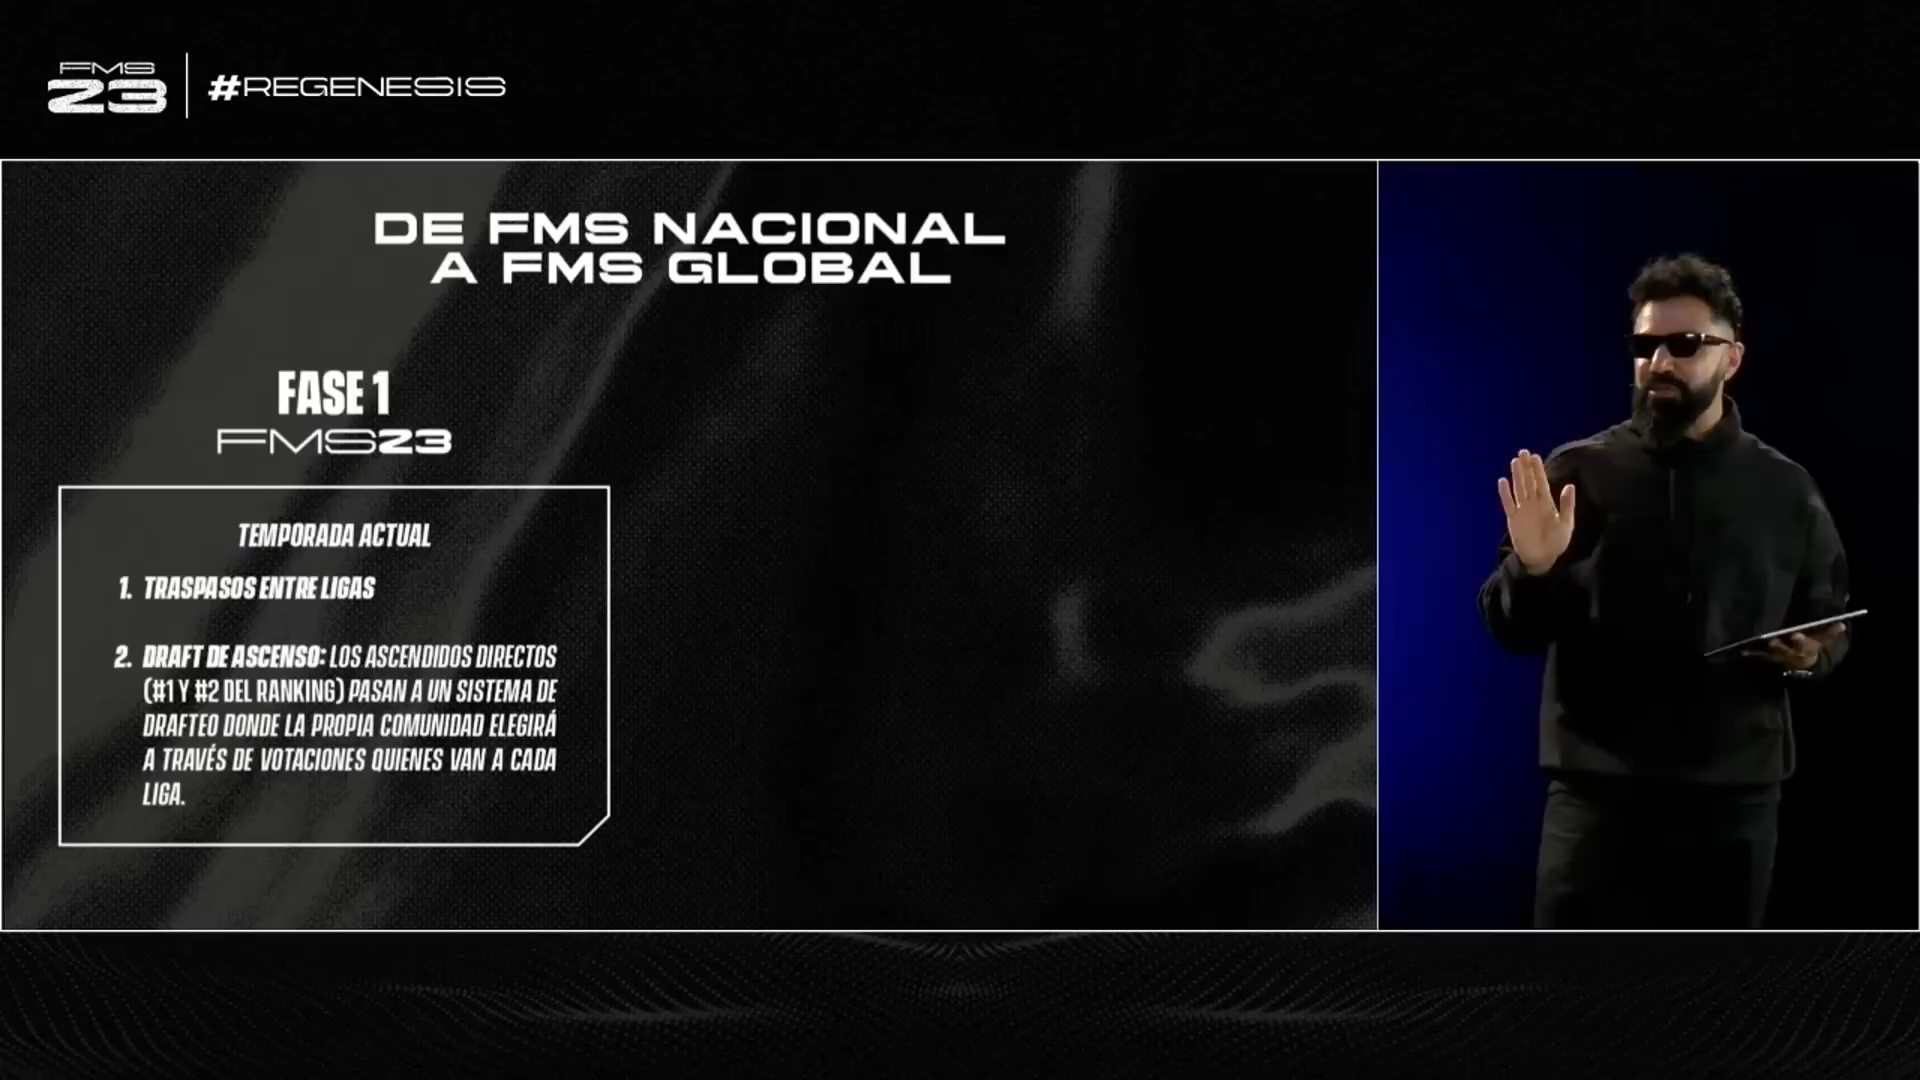 FMS
23
#REGENESIS
DE FMS NACIONAL
A FMS GLOBAL
FASE 1
FMS23
TEMPORADA ACTUAL
1. TRASPASOS ENTRE LIGAS
2. DRAFT DE ASCENSO: LOS ASCENDIDOS DIRECTOS
(#1 Y #2 DEL RANKING) PASAN A UN SISTEMA DE
DRAFTEO DONDE LA PROPIA COMUNIDAD ELEGIRÁ
A TRAVÉS DE VOTACIONES QUIENES VAN A CADA
LIGA.